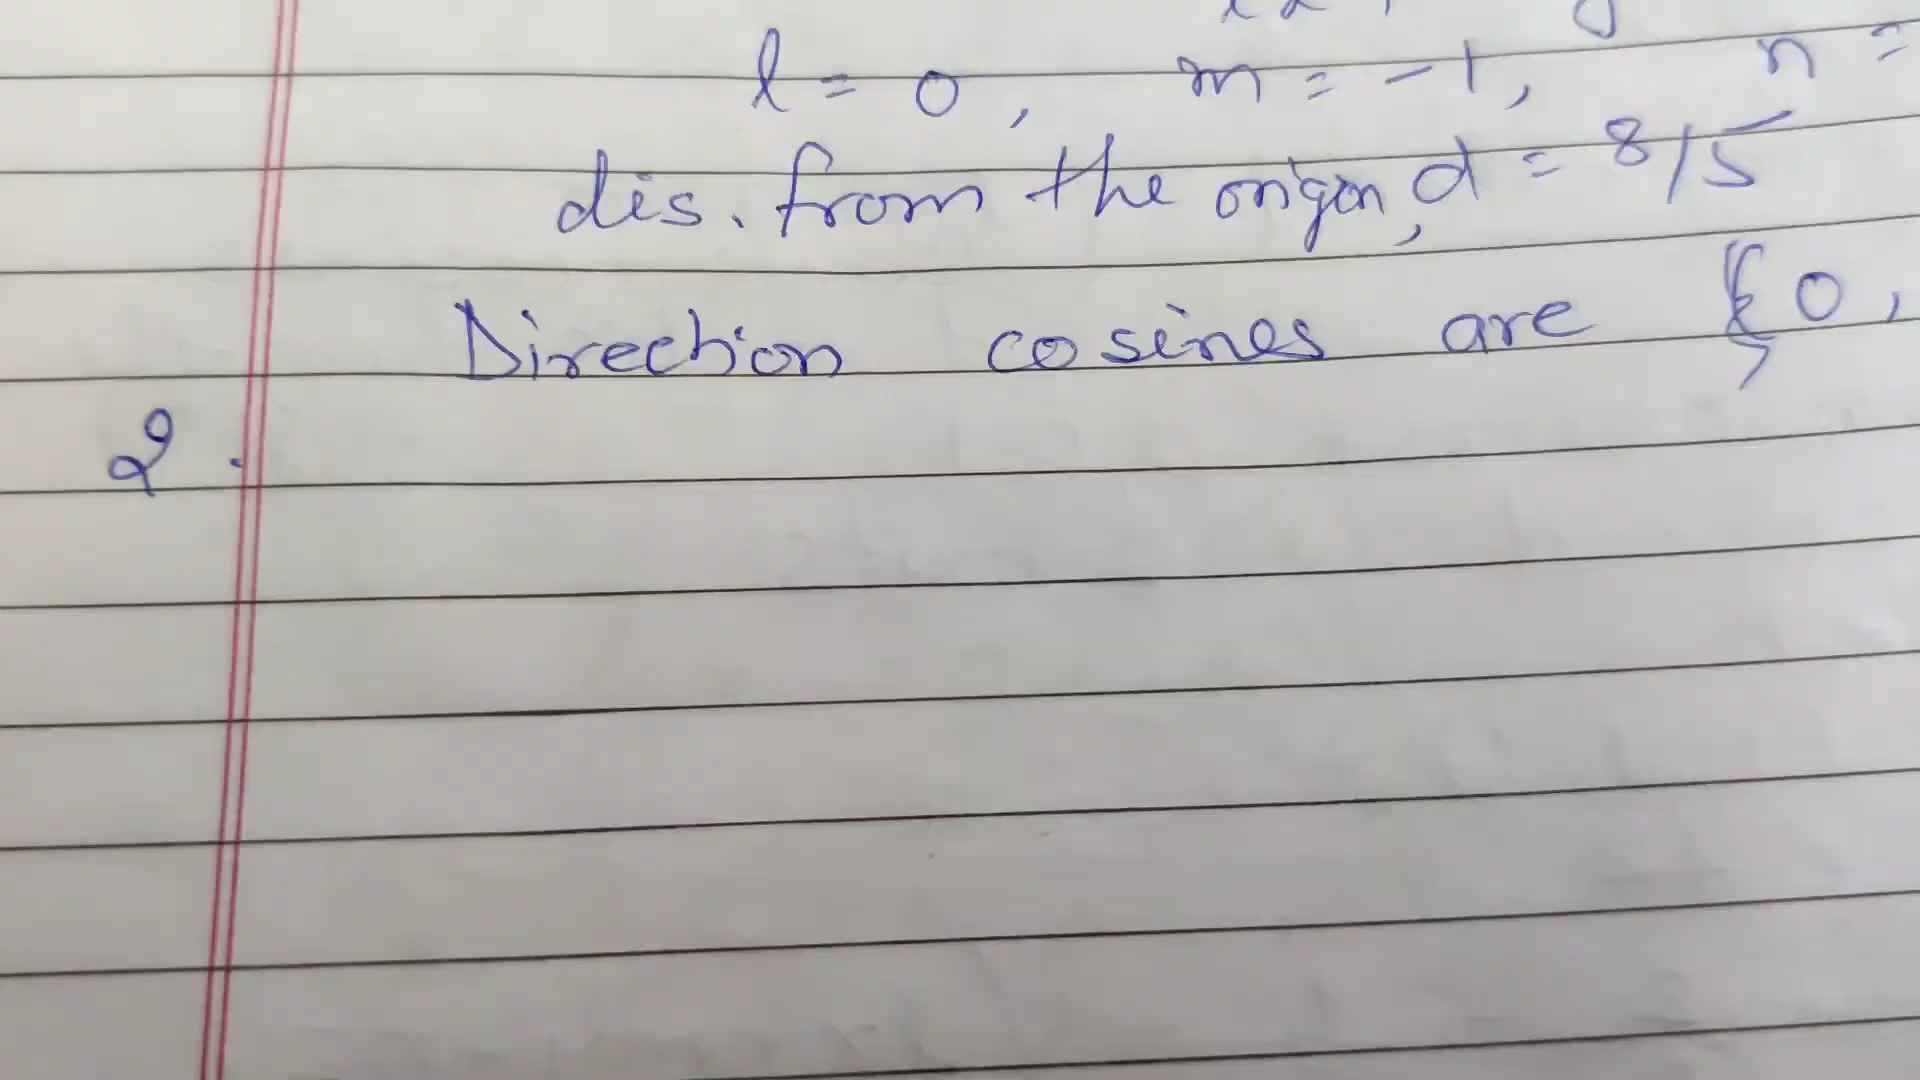 l = 0, m = -1, n =
dis. from the origin, d = 8/5
Direction cosines are 0,
2.